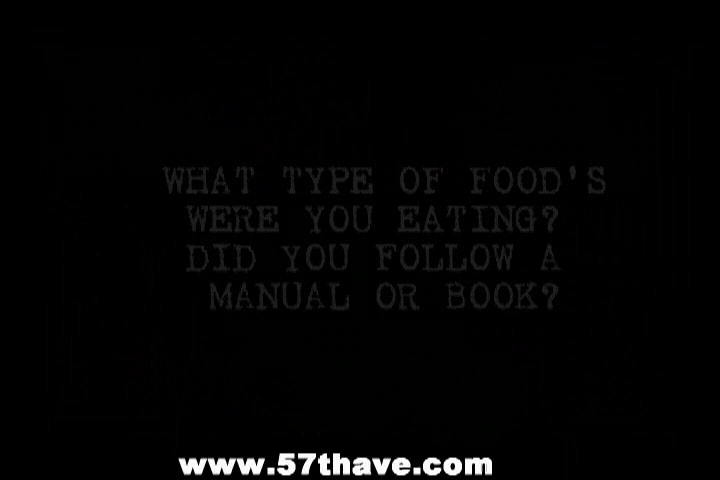 WHAT TYPE OF FOOD'S
WERE YOU EATING?
DID YOU FOLLOW A
MANUAL OR BOOK?
www.57thave.com